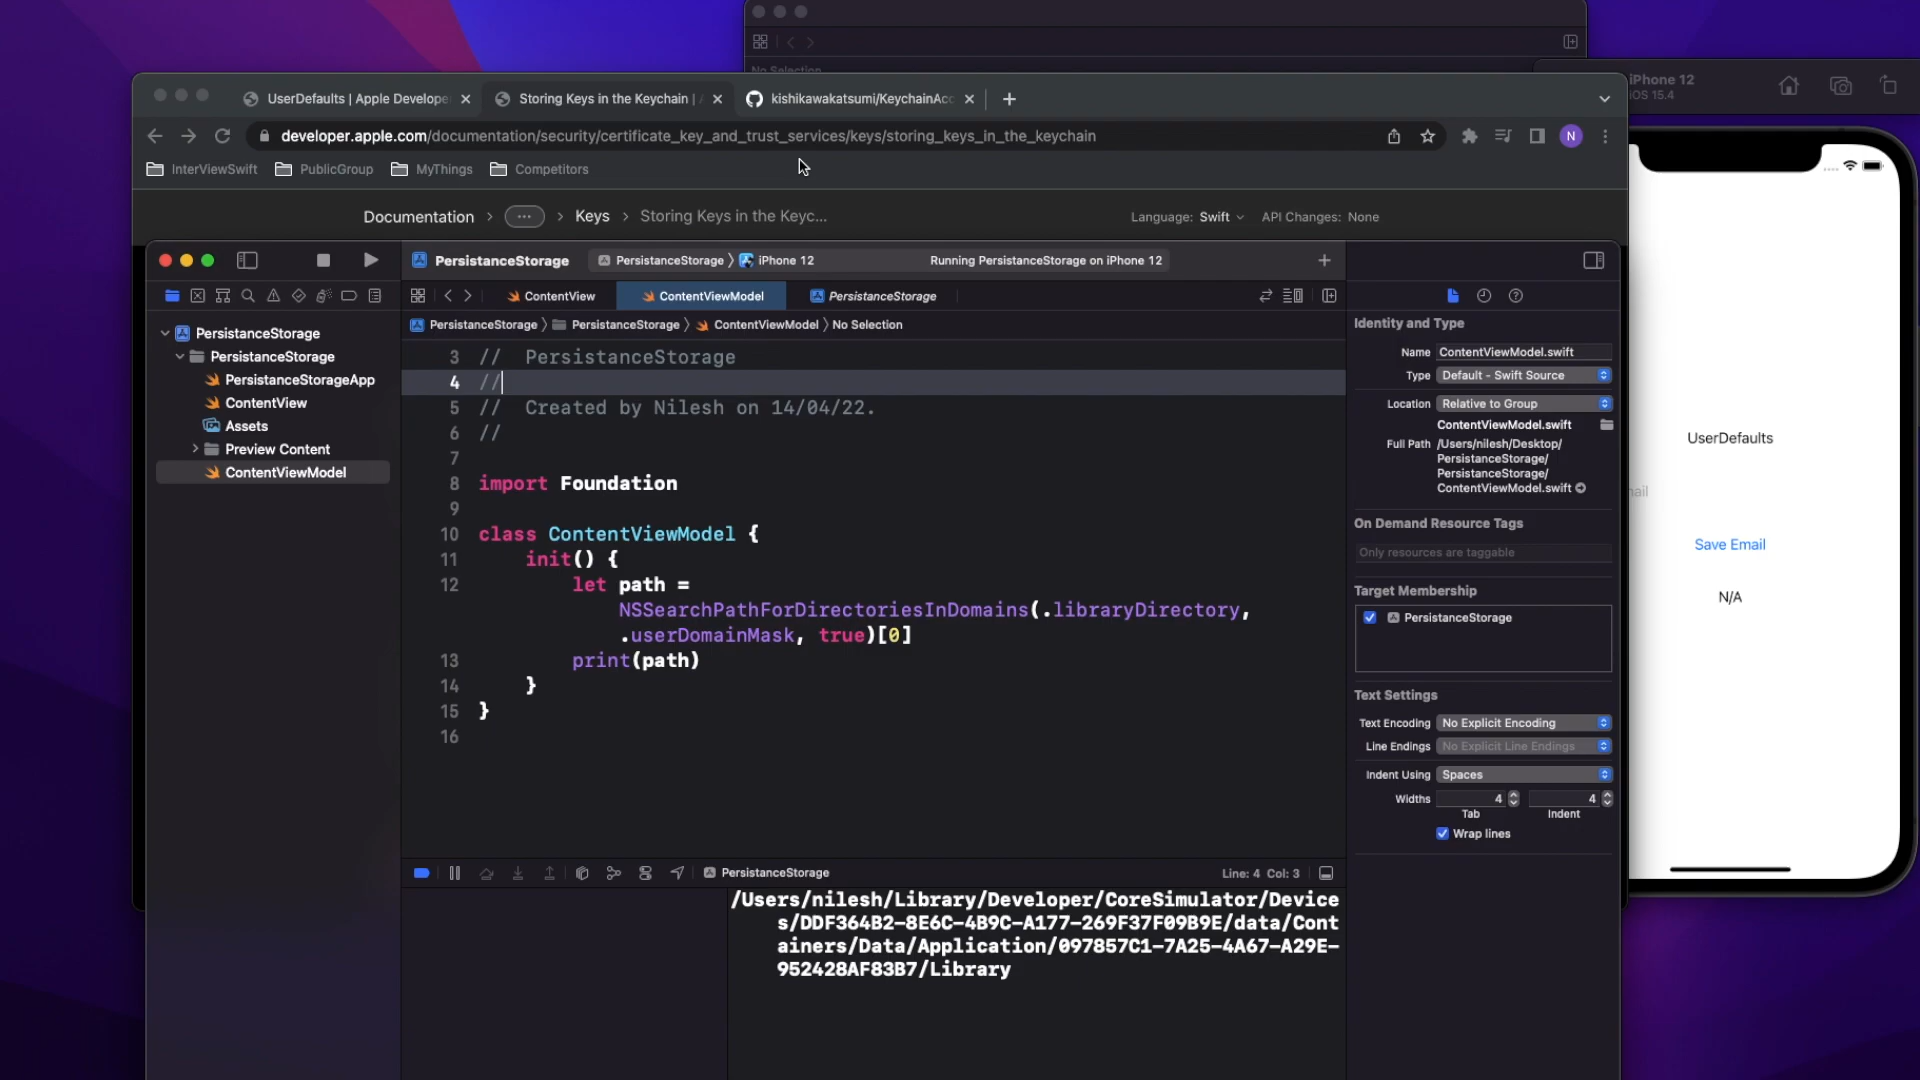 No Selection
iPhone 12
iOS 15.4
UserDefaults | Apple Develope
Storing Keys in the Keychain |
kishikawakatsumi/KeychainAcc
developer.apple.com/documentation/security/certificate_key_and_trust_services/keys/storing_keys_in_the_keychain
N
InterViewSwift
PublicGroup
MyThings
Competitors
Documentation > ... > Keys > Storing Keys in the Keyc...
Language: Swift
API Changes: None
PersistanceStorage
PersistanceStorage > iPhone 12
Running PersistanceStorage on iPhone 12
ContentView
ContentViewModel
PersistanceStorage
PersistanceStorage > PersistanceStorage > ContentViewModel > No Selection
PersistanceStorage
PersistanceStorage
PersistanceStorageApp
ContentView
Assets
Preview Content
ContentViewModel
3 // PersistanceStorage
4 //
5 // Created by Nilesh on 14/04/22.
6 //
7
8 import Foundation
9
10 class ContentViewModel {
11 init() {
12 let path =
NSSearchPathForDirectoriesInDomains(.libraryDirectory,
.userDomainMask, true)[0]
13 print(path)
14 }
15 }
16
Identity and Type
Name ContentViewModel.swift
Type Default - Swift Source
Location Relative to Group
ContentViewModel.swift
Full Path /Users/nilesh/Desktop/
PersistanceStorage/
PersistanceStorage/
ContentViewModel.swift
On Demand Resource Tags
Only resources are taggable
Target Membership
PersistanceStorage
Text Settings
Text Encoding No Explicit Encoding
Line Endings No Explicit Line Endings
Indent Using Spaces
Widths 4 4
Tab Indent
Wrap lines
PersistanceStorage
Line: 4 Col: 3
/Users/nilesh/Library/Developer/CoreSimulator/Device
s/DDF364B2-8E6C-4B9C-A177-269F37F09B9E/data/Cont
ainers/Data/Application/097857C1-7A25-4A67-A29E-
952428AF83B7/Library
UserDefaults
nail
Save Email
N/A